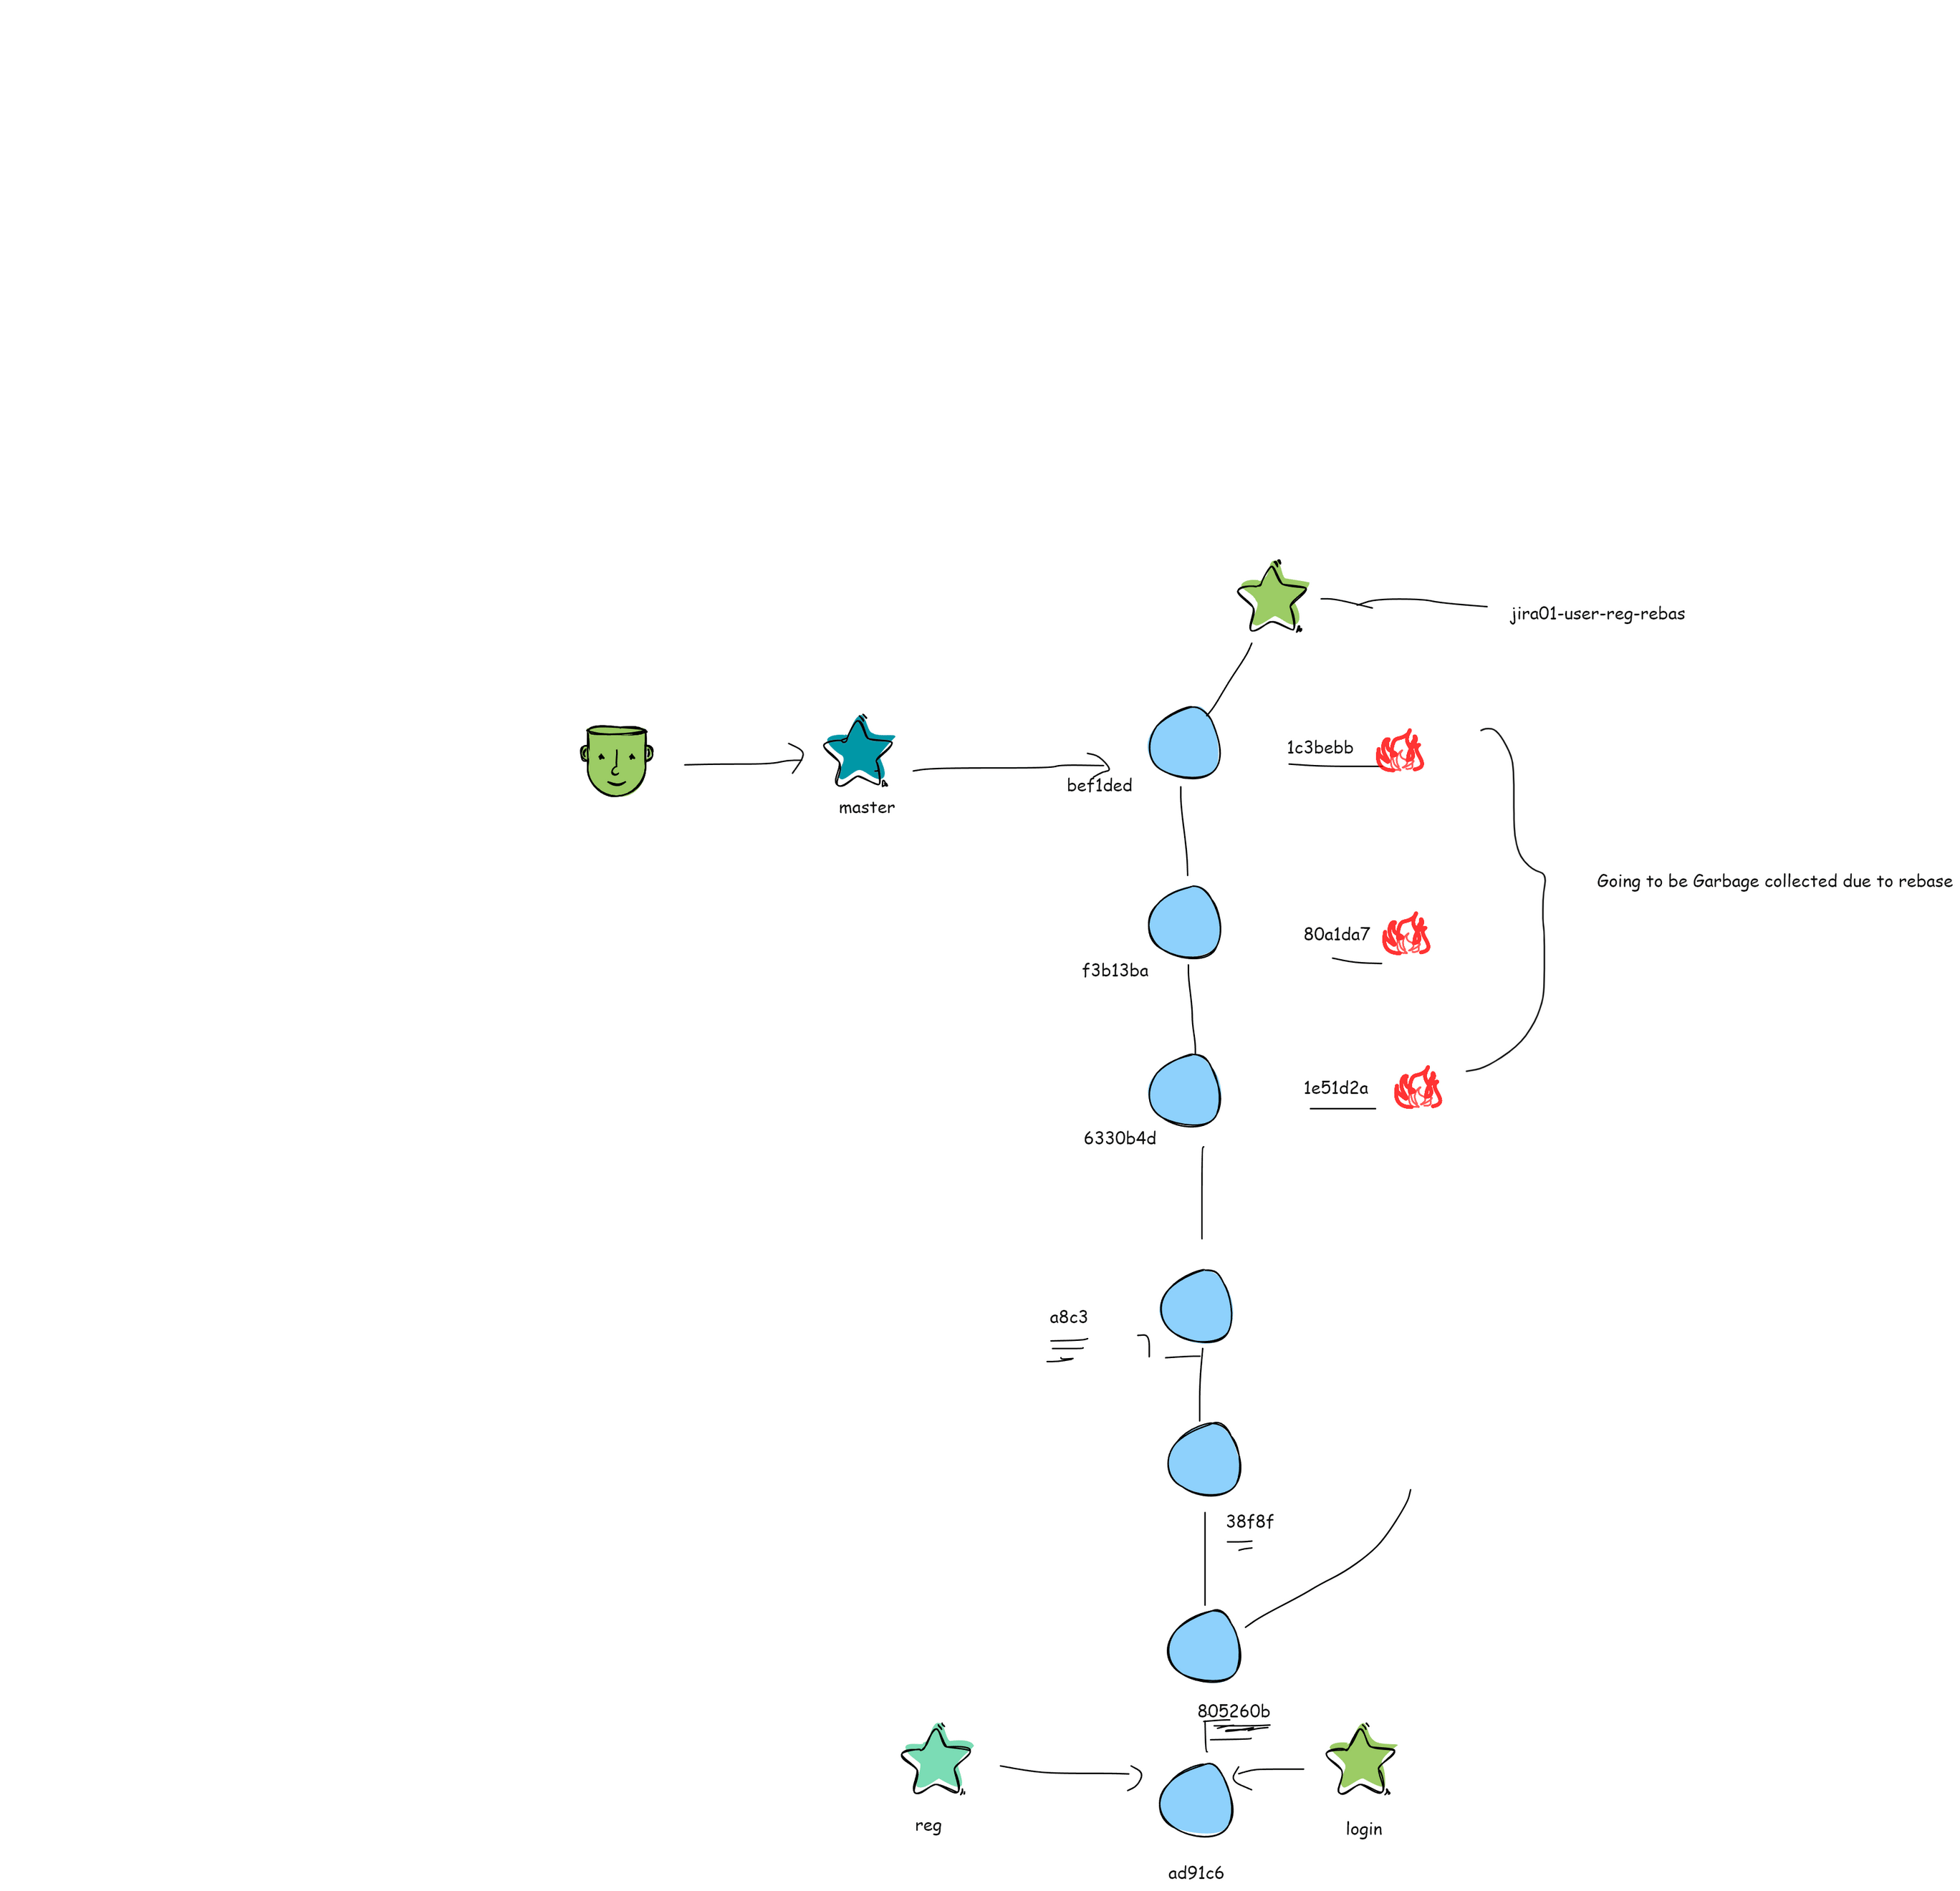 jira01-user-reg-rebas
1c3bebb
bef1ded
master
Going to be Garbage collected due to rebase
80a1da7
f3b13ba
1e51d2a
6330b4d
a8c3
38f8f
805260b
reg
login
ad91c6